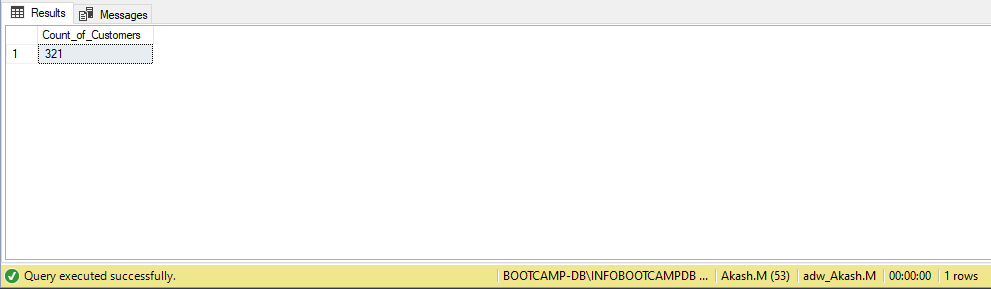 Results Messages
Count_of_Customers
1 321
Query executed successfully. BOOTCAMP-DB\INFOBOOTCAMPDB ... Akash.M (53) adw_Akash.M 00:00:00 1 rows